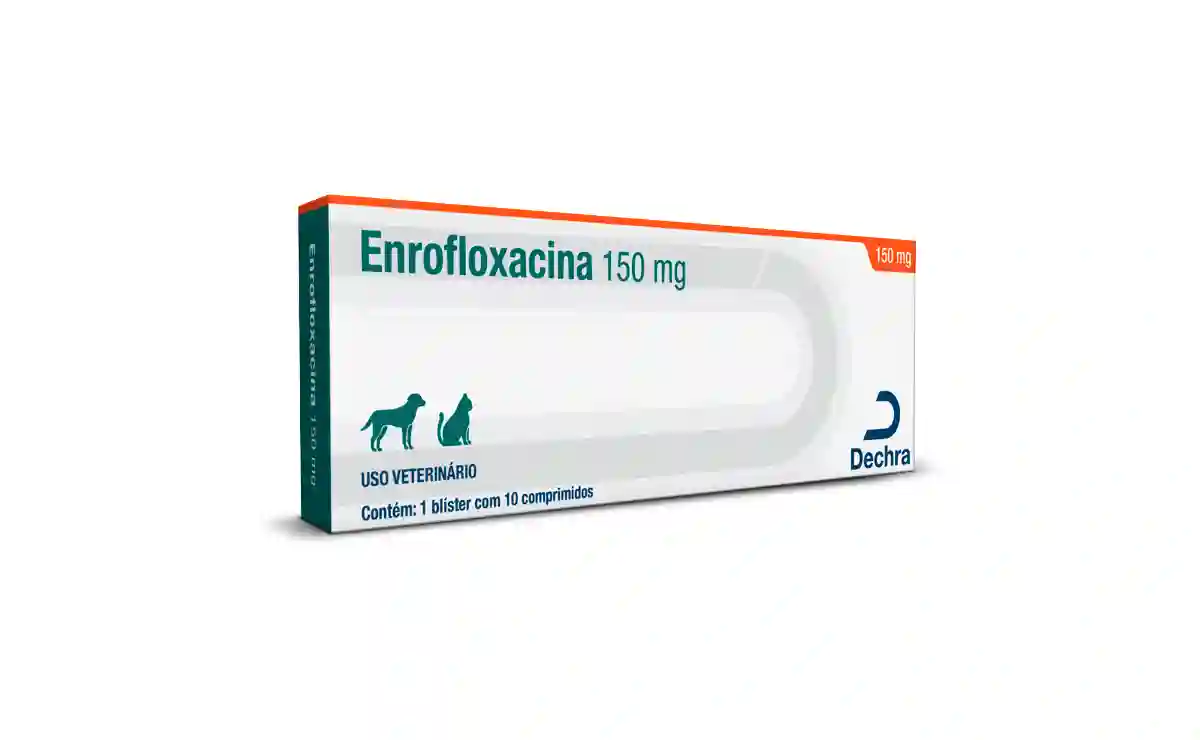 Enrofloxacina 150 mg
150 mg
Enrofloxacina 150 mg
Dechra
USO VETERINÁRIO
Contém: 1 blíster com 10 comprimidos